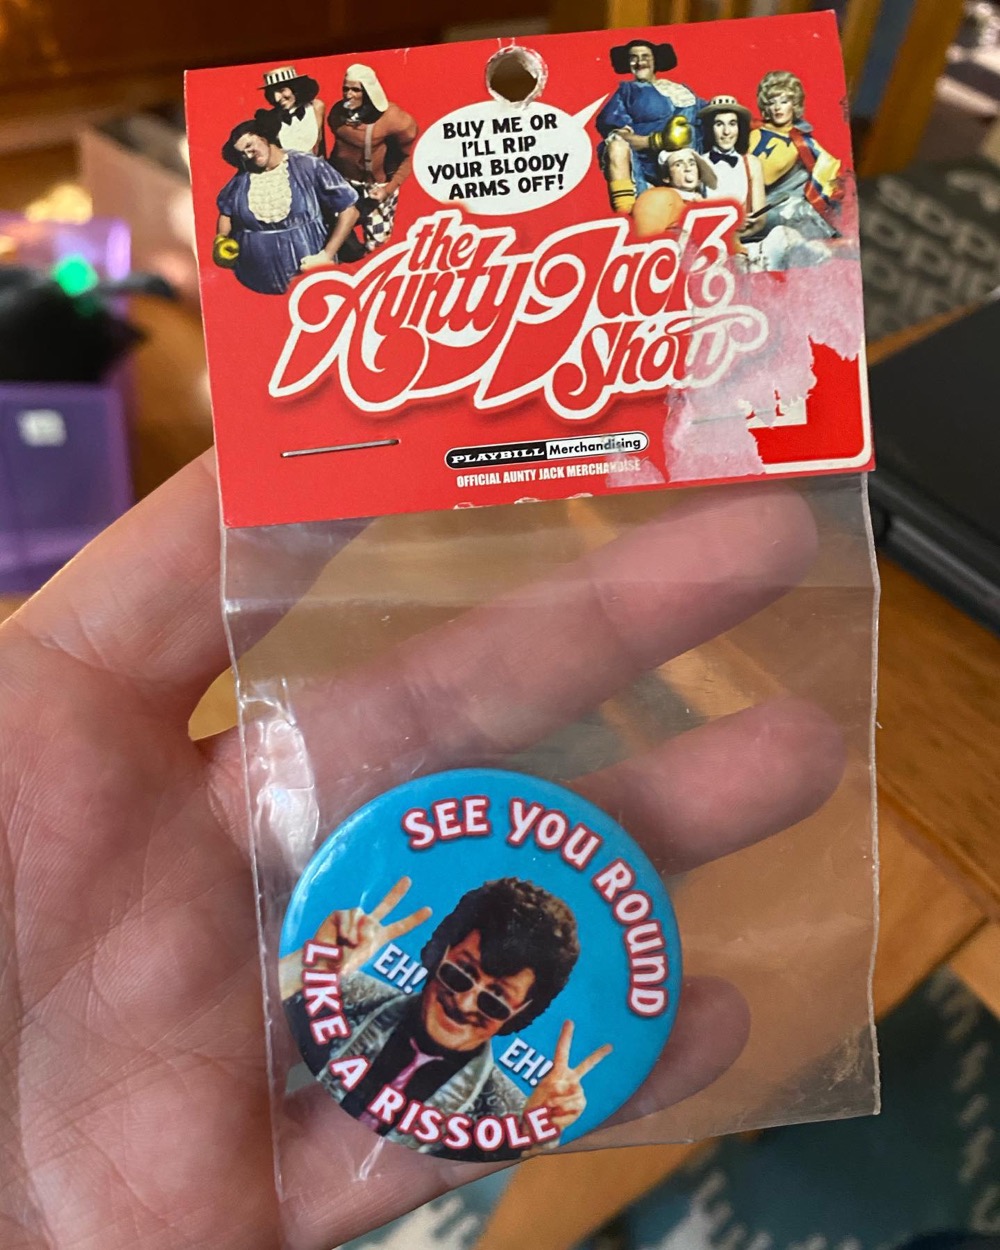 BUY ME OR
I'LL RIP
YOUR BLOODY
ARMS OFF!
the
Aunty Jack
Show
PLAYBILL Merchandising
OFFICIAL AUNTY JACK MERCHANDISE
SEE YOU ROUND
EH!
EH!
LIKE A RISSOLE